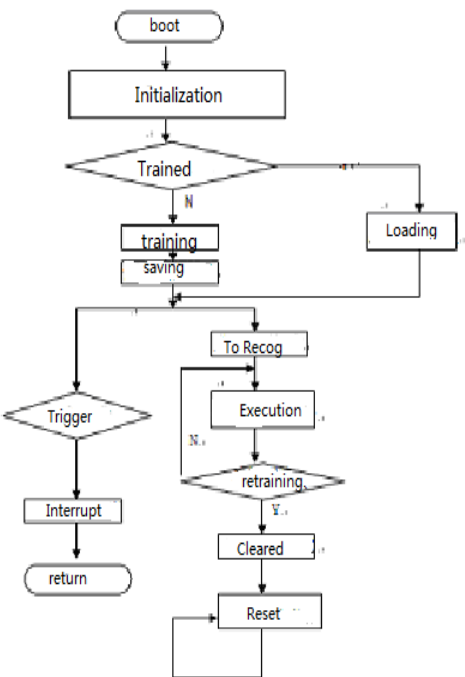 boot
Initialization
Trained
N
training
saving
Loading
To Recog
Trigger
Execution
N
retraining
Y
Interrupt
Cleared
return
Reset